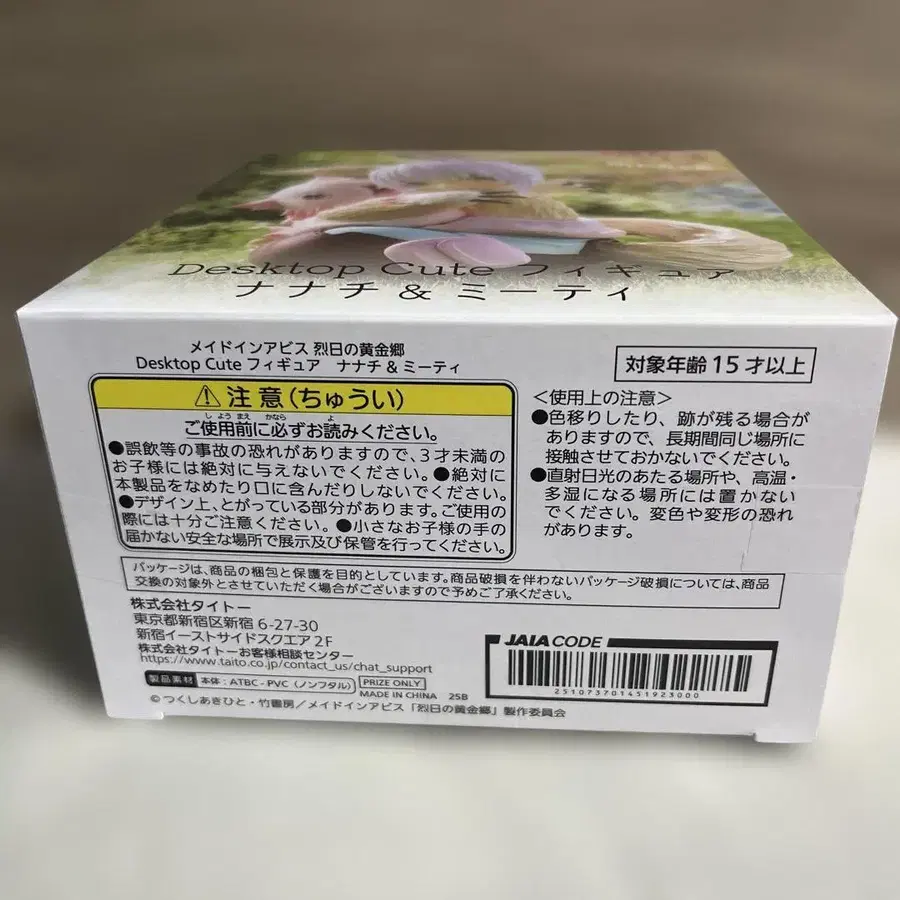 Desktop Cute フィギュア
ナナチ & ミーティ
メイドインアビス 烈日の黄金郷
Desktop Cute フィギュア ナナチ & ミーティ
対象年齢 15 才以上
⚠注意(ちゅうい)
しようまえ かなら よ
ご使用前に必ずお読みください。
●誤飲等の事故の恐れがありますので、3才未満の
お子様には絶対に与えないでください。●絶対に
本製品をなめたり口に含んだりしないでください。
●デザイン上、とがっている部分があります。ご使用の
際には十分ご注意ください。●小さなお子様の手の
届かない安全な場所で展示及び保管を行ってください。
<使用上の注意>
●色移りしたり、跡が残る場合が
ありますので、長期間同じ場所に
接触させておかないでください。
●直射日光のあたる場所や、高温・
多湿になる場所には置かない
でください。変色や変形の恐れ
があります。
パッケージは、商品の梱包と保護を目的としています。商品破損を伴わないパッケージ破損については、商品
交換の対象外とさせていただく場合がございますので予めご了承ください。
株式会社タイトー
東京都新宿区新宿 6-27-30
新宿イーストサイドスクエア 2F
株式会社タイトーお客様相談センター
https://www.taito.co.jp/contact_us/chat_support
製品素材 本体:ATBC-PVC(ノンフタル)
PRIZE ONLY
MADE IN CHINA 25B
JAIA CODE
251073701451923000
© つくしあきひと・竹書房/メイドインアビス「烈日の黄金郷」製作委員会